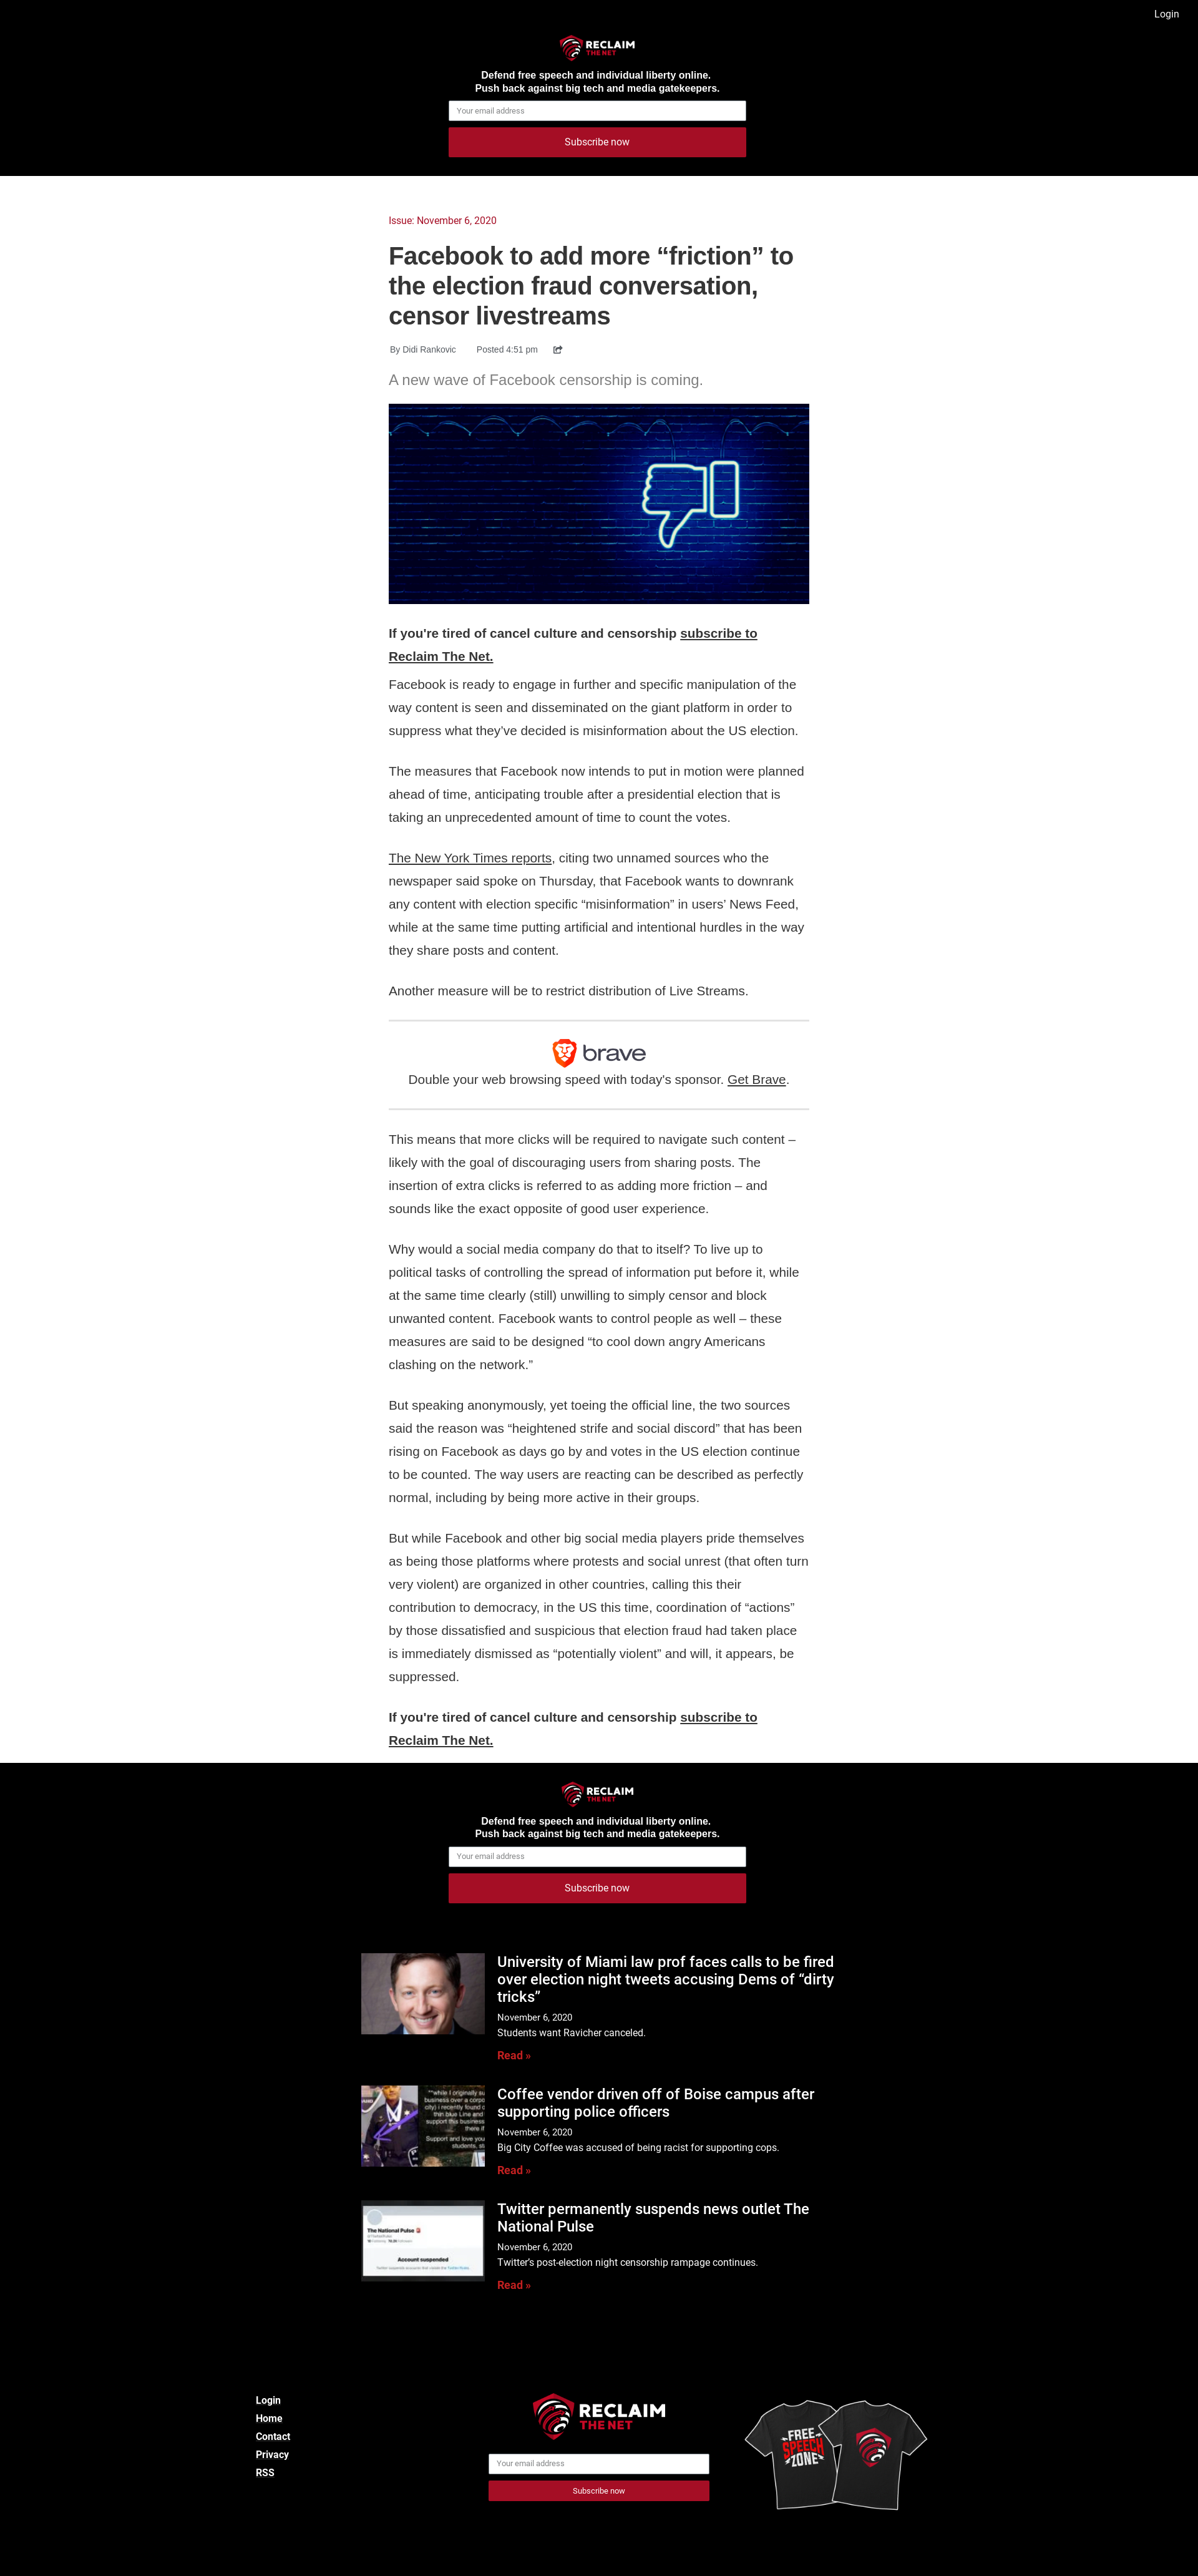 Login
RECLAIM
THE NET
Defend free speech and individual liberty online.
Push back against big tech and media gatekeepers.
Your email address
Subscribe now
Issue: November 6, 2020
Facebook to add more “friction” to
the election fraud conversation,
censor livestreams
By Didi Rankovic Posted 4:51 pm
A new wave of Facebook censorship is coming.
If you're tired of cancel culture and censorship subscribe to
Reclaim The Net.
Facebook is ready to engage in further and specific manipulation of the
way content is seen and disseminated on the giant platform in order to
suppress what they’ve decided is misinformation about the US election.
The measures that Facebook now intends to put in motion were planned
ahead of time, anticipating trouble after a presidential election that is
taking an unprecedented amount of time to count the votes.
The New York Times reports, citing two unnamed sources who the
newspaper said spoke on Thursday, that Facebook wants to downrank
any content with election specific “misinformation” in users’ News Feed,
while at the same time putting artificial and intentional hurdles in the way
they share posts and content.
Another measure will be to restrict distribution of Live Streams.
brave
Double your web browsing speed with today's sponsor. Get Brave.
This means that more clicks will be required to navigate such content –
likely with the goal of discouraging users from sharing posts. The
insertion of extra clicks is referred to as adding more friction – and
sounds like the exact opposite of good user experience.
Why would a social media company do that to itself? To live up to
political tasks of controlling the spread of information put before it, while
at the same time clearly (still) unwilling to simply censor and block
unwanted content. Facebook wants to control people as well – these
measures are said to be designed “to cool down angry Americans
clashing on the network.”
But speaking anonymously, yet toeing the official line, the two sources
said the reason was “heightened strife and social discord” that has been
rising on Facebook as days go by and votes in the US election continue
to be counted. The way users are reacting can be described as perfectly
normal, including by being more active in their groups.
But while Facebook and other big social media players pride themselves
as being those platforms where protests and social unrest (that often turn
very violent) are organized in other countries, calling this their
contribution to democracy, in the US this time, coordination of “actions”
by those dissatisfied and suspicious that election fraud had taken place
is immediately dismissed as “potentially violent” and will, it appears, be
suppressed.
If you're tired of cancel culture and censorship subscribe to
Reclaim The Net.
RECLAIM
THE NET
Defend free speech and individual liberty online.
Push back against big tech and media gatekeepers.
Your email address
Subscribe now
University of Miami law prof faces calls to be fired
over election night tweets accusing Dems of “dirty
tricks”
November 6, 2020
Students want Ravicher canceled.
Read »
"while I originally su
business over a corpo
city) i recently found o
thin blue Line and
support this business
there if
Support and love you
students, st
Coffee vendor driven off of Boise campus after
supporting police officers
November 6, 2020
Big City Coffee was accused of being racist for supporting cops.
Read »
The National Pulse
Account suspended
Twitter permanently suspends news outlet The
National Pulse
November 6, 2020
Twitter’s post-election night censorship rampage continues.
Read »
Login
Home
Contact
Privacy
RSS
RECLAIM
THE NET
Your email address
Subscribe now
FREE
SPEECH
ZONE